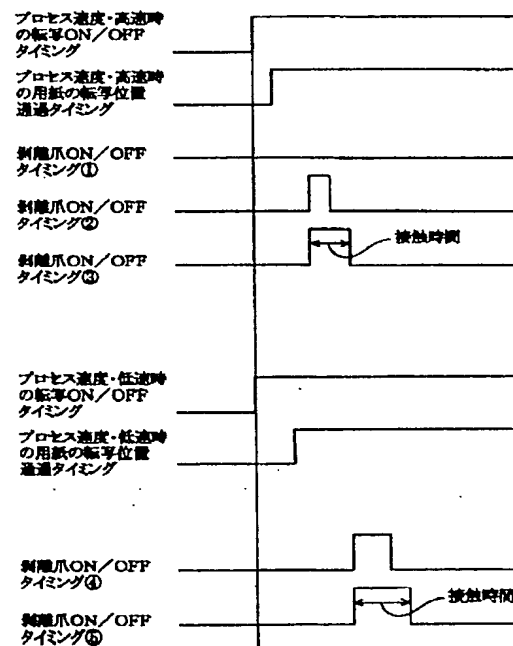 プロセス速度・高速時
の転写ON/OFF
タイミング
プロセス速度・高速時
の用紙の転写位置
通過タイミング
剥離爪ON/OFF
タイミング①
剥離爪ON/OFF
タイミング②
接触時間
剥離爪ON/OFF
タイミング③
プロセス速度・低速時
の転写ON/OFF
タイミング
プロセス速度・低速時
の用紙の転写位置
通過タイミング
剥離爪ON/OFF
タイミング④
接触時間
剥離爪ON/OFF
タイミング⑤